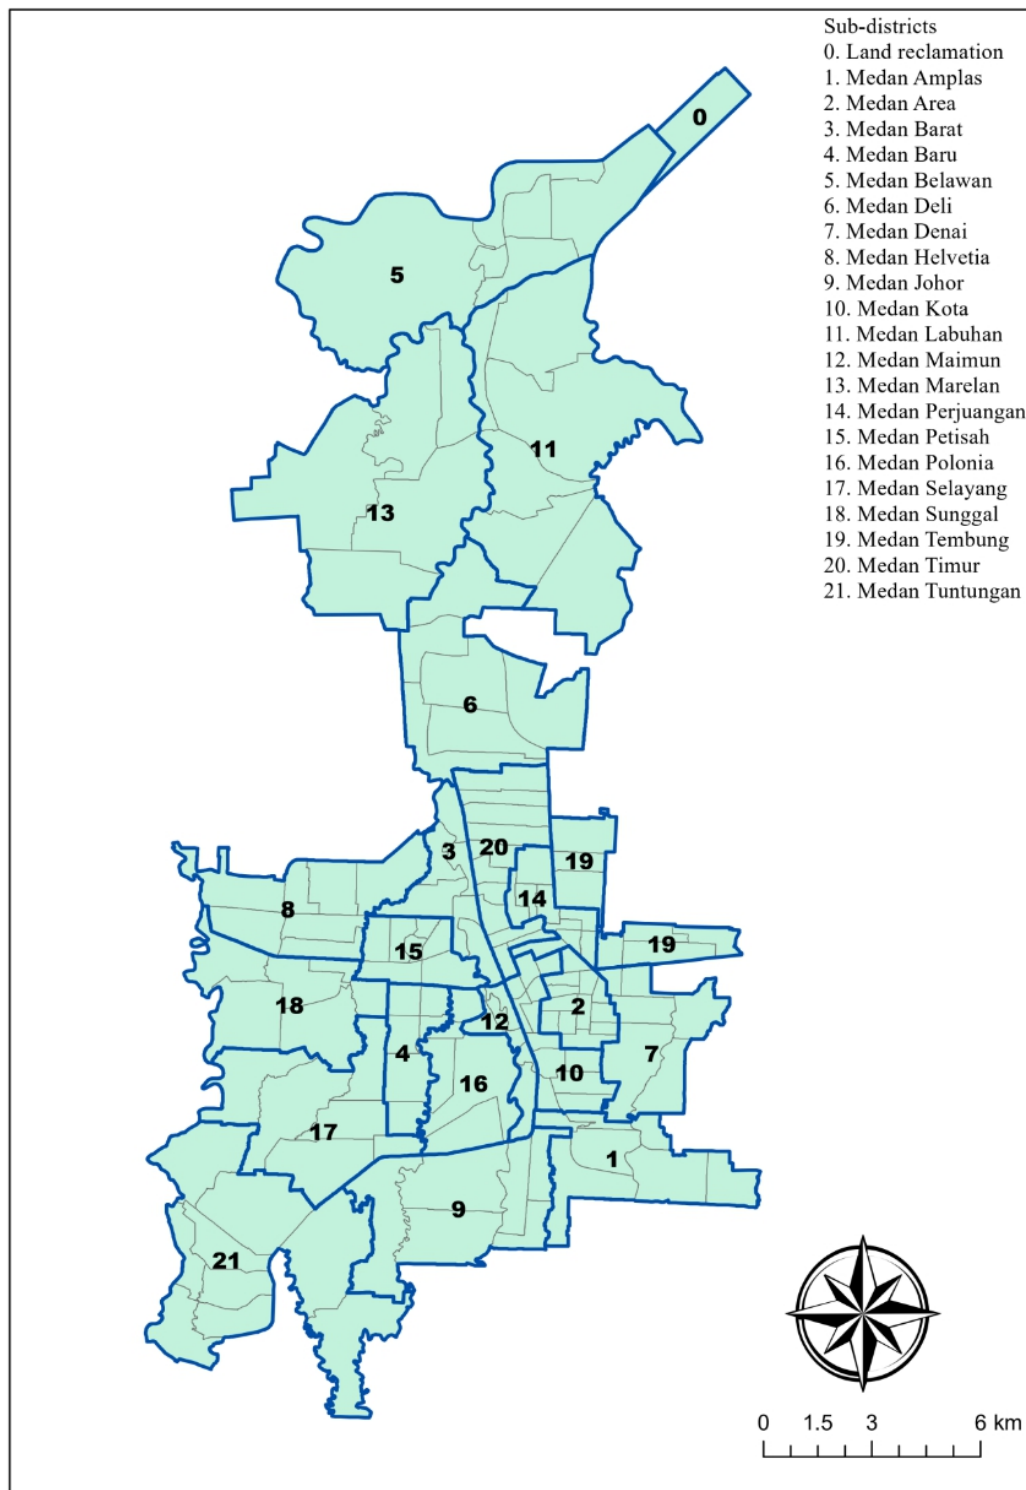 Sub-districts
0. Land reclamation
1. Medan Amplas
2. Medan Area
3. Medan Barat
4. Medan Baru
5. Medan Belawan
6. Medan Deli
7. Medan Denai
8. Medan Helvetia
9. Medan Johor
10. Medan Kota
11. Medan Labuhan
12. Medan Maimun
13. Medan Marelan
14. Medan Perjuangan
15. Medan Petisah
16. Medan Polonia
17. Medan Selayang
18. Medan Sunggal
19. Medan Tembung
20. Medan Timur
21. Medan Tuntungan
0
5
11
13
6
3
20
19
14
8
15
19
18
2
12
4
7
10
16
17
1
9
21
0 1.5 3 6 km